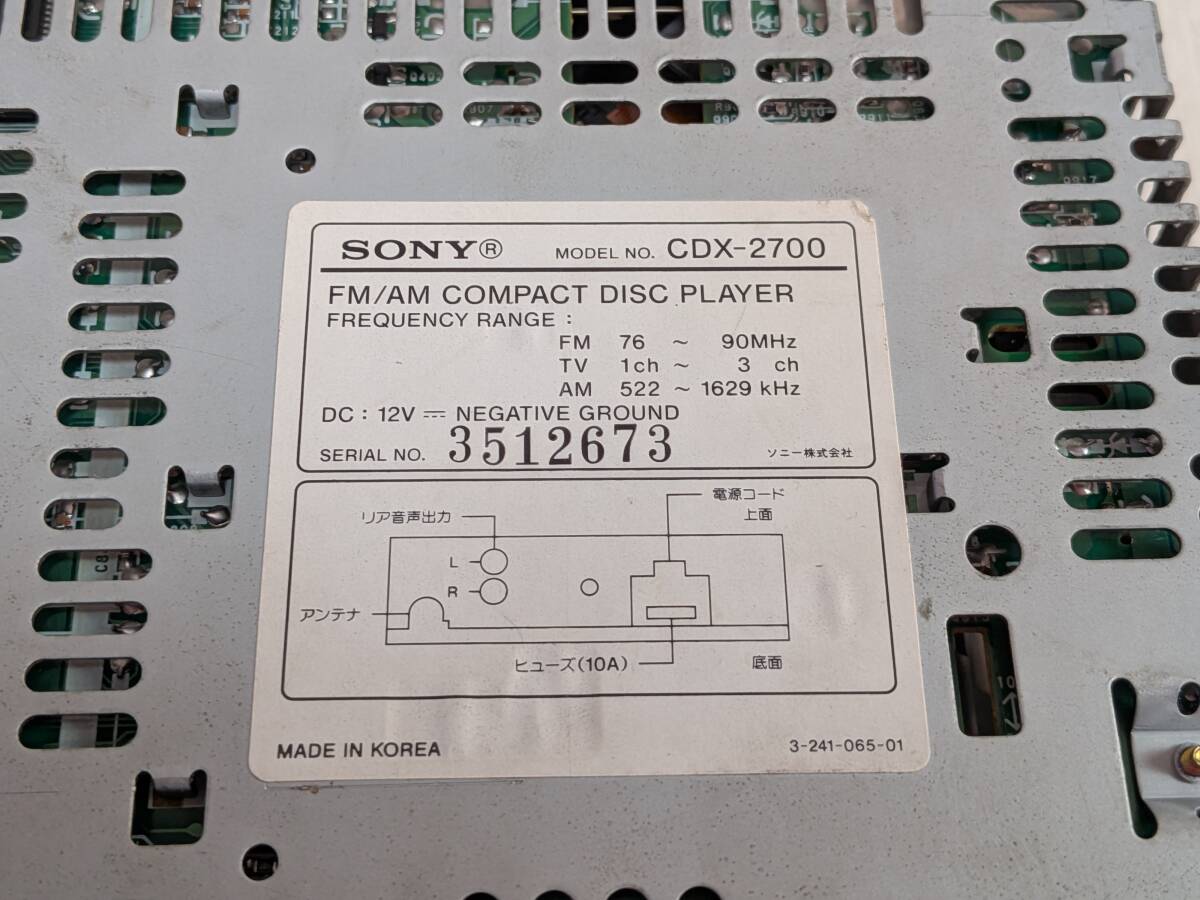 SONY® MODEL NO. CDX-2700
FM/AM COMPACT DISC PLAYER
FREQUENCY RANGE :
FM 76 ~ 90MHz
TV 1ch ~ 3 ch
AM 522 ~ 1629 kHz
DC : 12V ⎓ NEGATIVE GROUND
SERIAL NO. 3512673 ソニー株式会社
電源コード
リア音声出力 上面
L
R
アンテナ
ヒューズ(10A) 底面
MADE IN KOREA 3-241-065-01
10